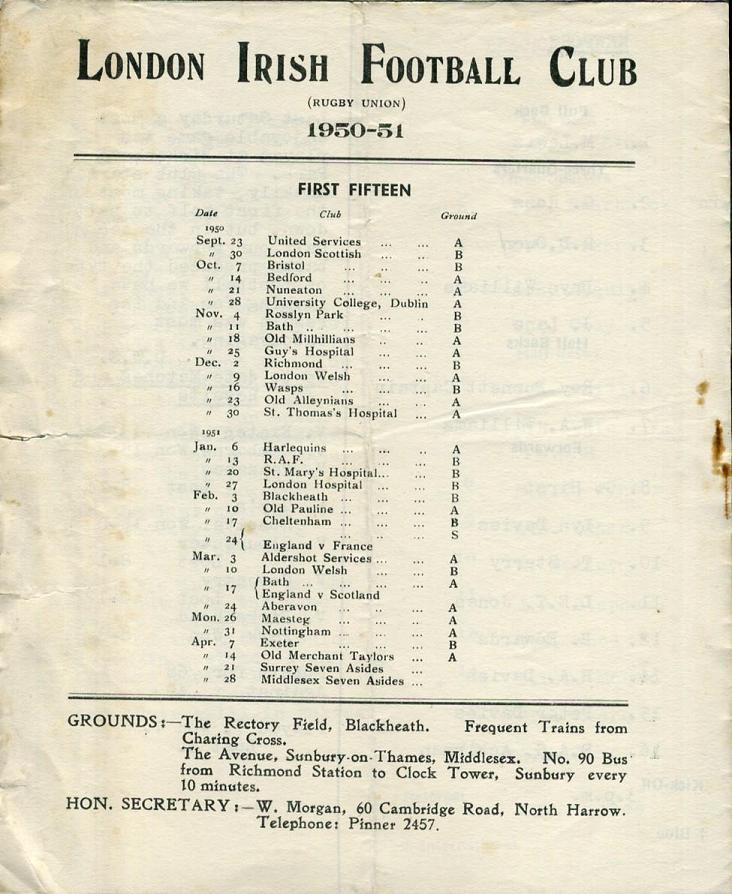 LONDON IRISH FOOTBALL CLUB
(RUGBY UNION)
1950-51
FIRST FIFTEEN
Date Club Ground
1950
Sept. 23 United Services ... ... A
" 30 London Scottish ... ... B
Oct. 7 Bristol ... .. ... B
" 14 Bedford ... ... ... A
" 21 Nuneaton ... ... ... A
" 28 University College, Dublin A
Nov. 4 Rosslyn Park ... .. B
" 11 Bath .. ... ... ... B
" 18 Old Millhillians ... ... A
" 25 Guy's Hospital ... ... A
Dec. 2 Richmond ... ... ... B
" 9 London Welsh ... ... A
" 16 Wasps ... ... ... B
" 23 Old Alleynians ... ... A
" 30 St. Thomas's Hospital ... A
1951
Jan. 6 Harlequins ... ... ... A
" 13 R.A.F. ... ... ... B
" 20 St. Mary's Hospital... ... B
" 27 London Hospital ... ... B
Feb. 3 Blackheath ... ... ... B
" 10 Old Pauline ... ... ... A
" 17 Cheltenham ... ... ... B
" 24 { .. ... S
England v France
Mar. 3 Aldershot Services ... ... A
" 10 London Welsh ... ... B
" 17 { Bath ... ... ... ... A
England v Scotland
" 24 Aberavon ... ... ... A
Mon. 26 Maesteg ... ... ... A
" 31 Nottingham ... ... ... A
Apr. 7 Exeter ... ... ... B
" 14 Old Merchant Taylors ... A
" 21 Surrey Seven Asides ...
" 28 Middlesex Seven Asides ...
GROUNDS:—The Rectory Field, Blackheath. Frequent Trains from
Charing Cross.
The Avenue, Sunbury-on-Thames, Middlesex. No. 90 Bus
from Richmond Station to Clock Tower, Sunbury every
10 minutes.
HON. SECRETARY:—W. Morgan, 60 Cambridge Road, North Harrow.
Telephone: Pinner 2457.